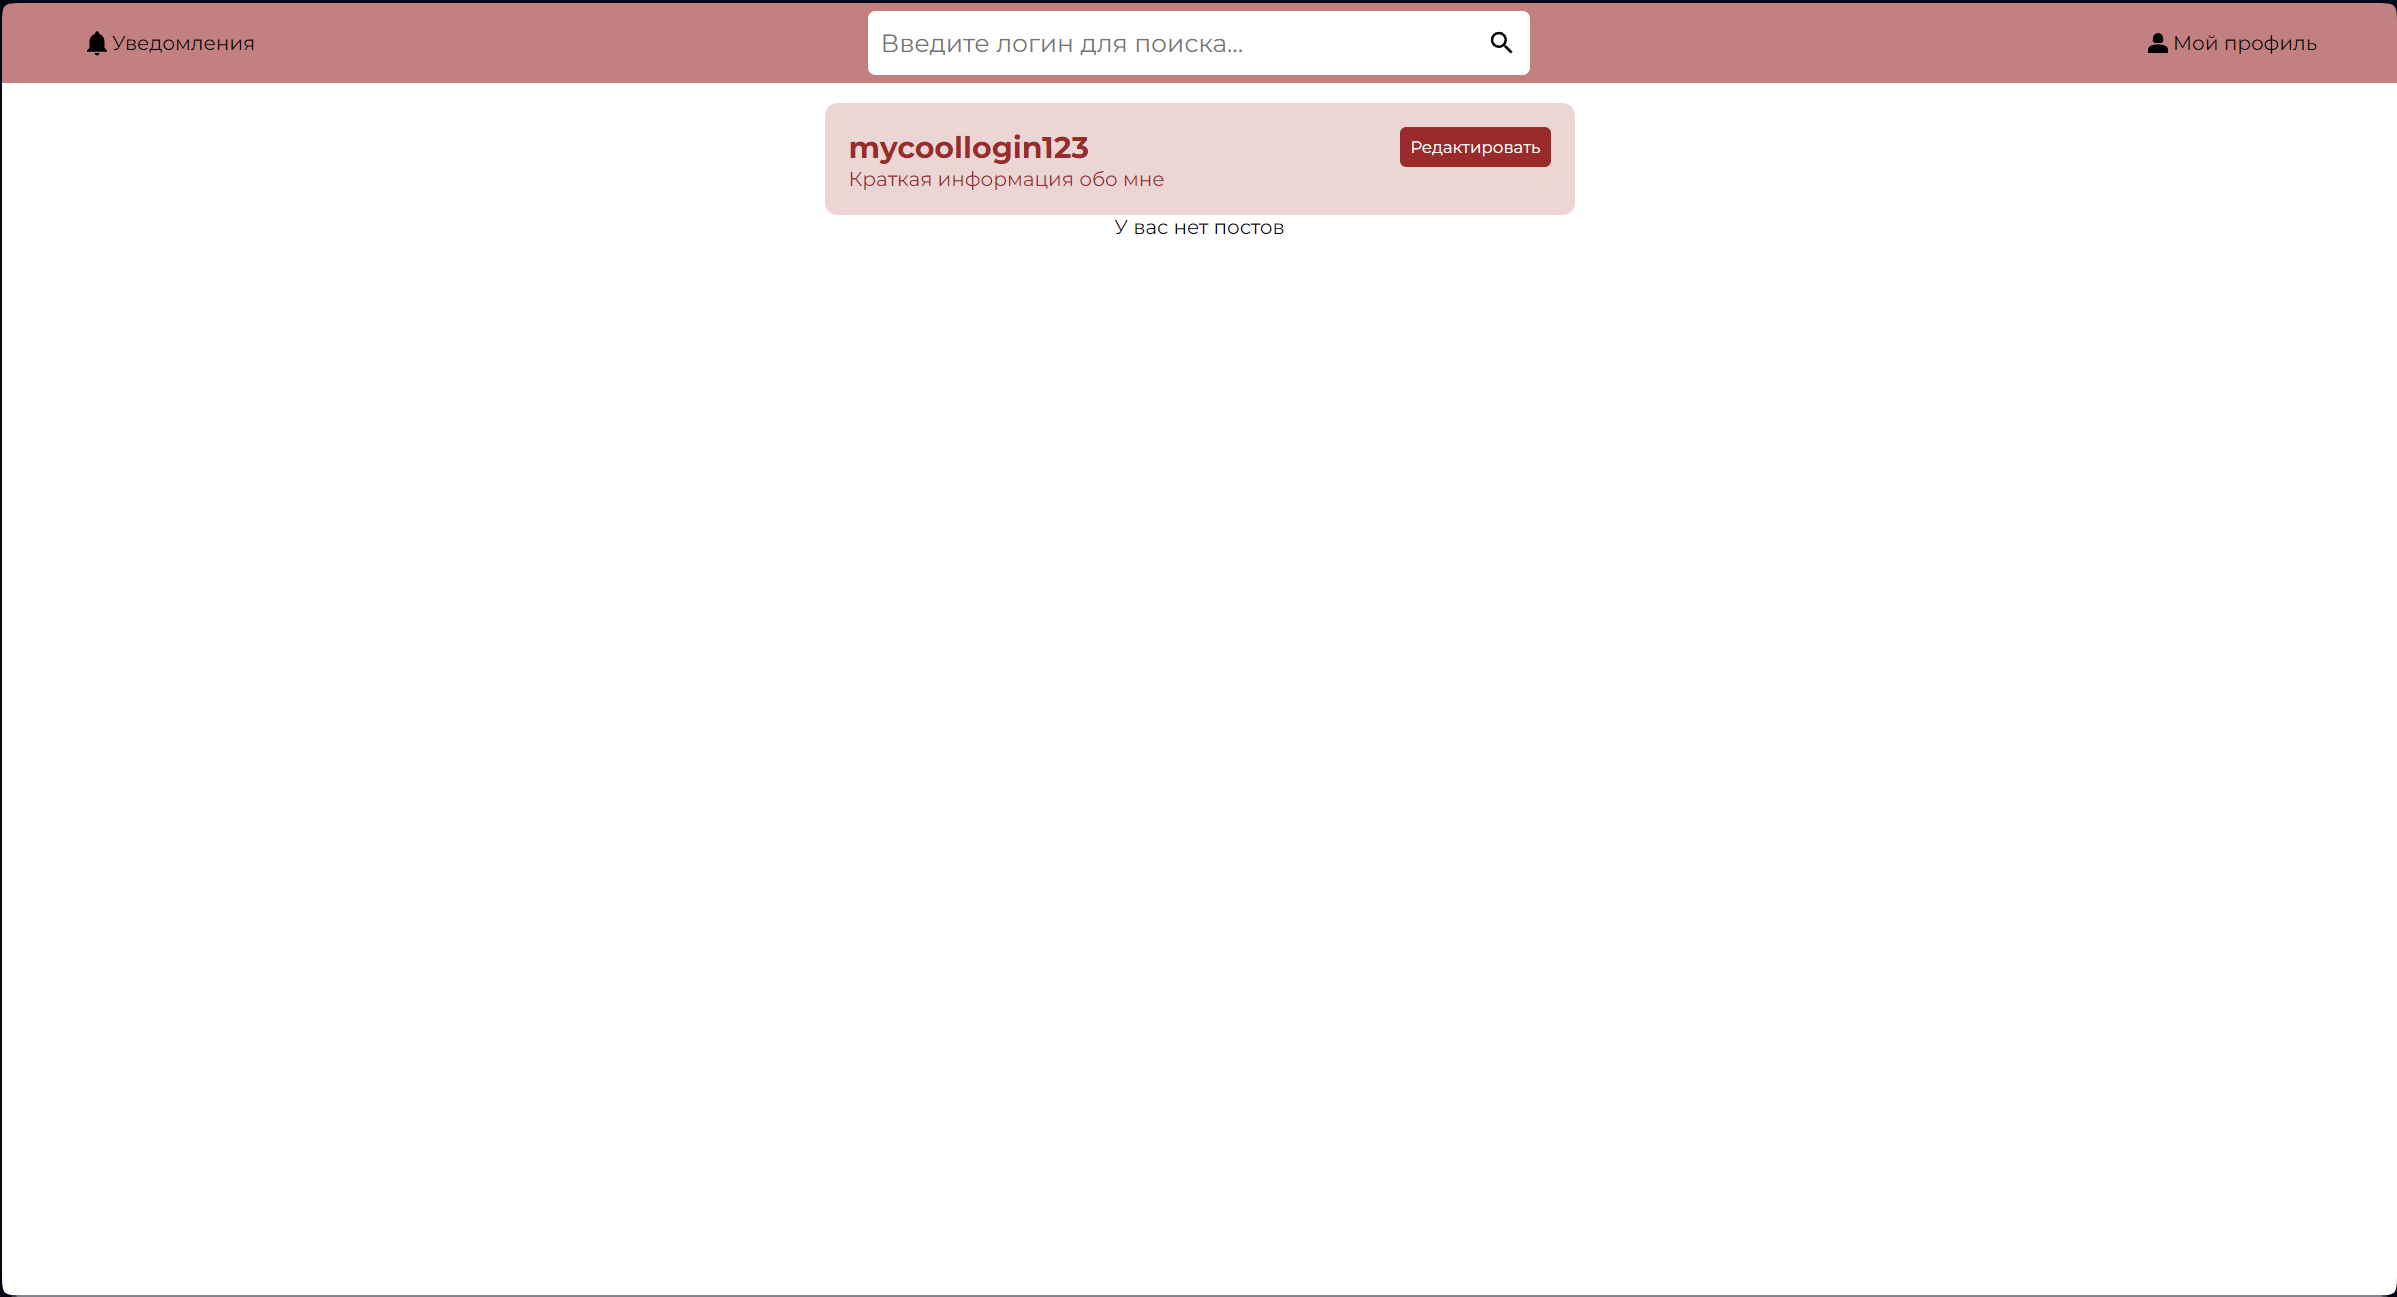 Уведомления
Введите логин для поиска...
Мой профиль
mycoollogin123
Редактировать
Краткая информация обо мне
У вас нет постов